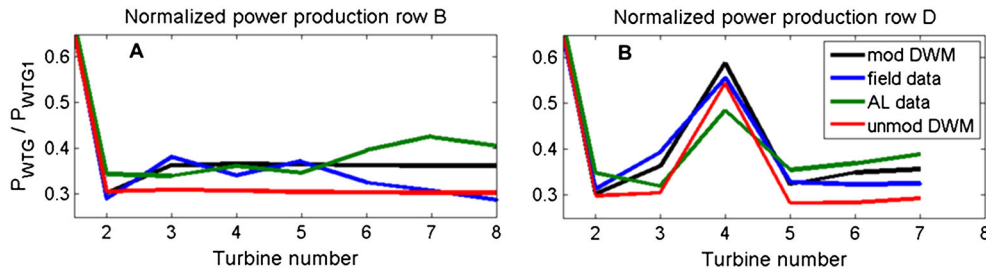 Normalized power production row B
P_WTG / P_WTG1
0.6
0.5
0.4
0.3
A
2 3 4 5 6 7 8
Turbine number
Normalized power production row D
0.6
0.5
0.4
0.3
B
mod DWM
field data
AL data
unmod DWM
2 3 4 5 6 7 8
Turbine number